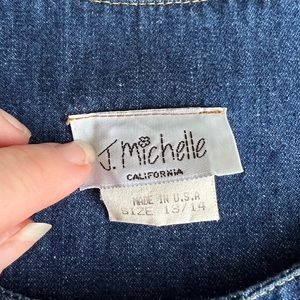 J. Michelle
CALIFORNIA
MADE IN U.S.A
SIZE 13/14